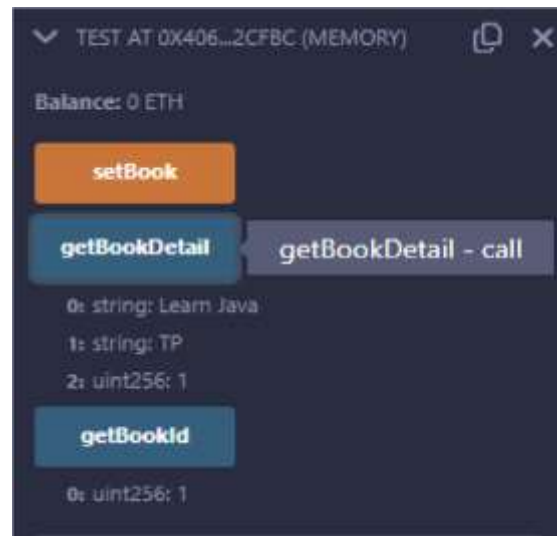 TEST AT 0X406...2CFBC (MEMORY)
Balance: 0 ETH
setBook
getBookDetail
getBookDetail - call
0: string: Learn Java
1: string: TP
2: uint256: 1
getBookId
0: uint256: 1